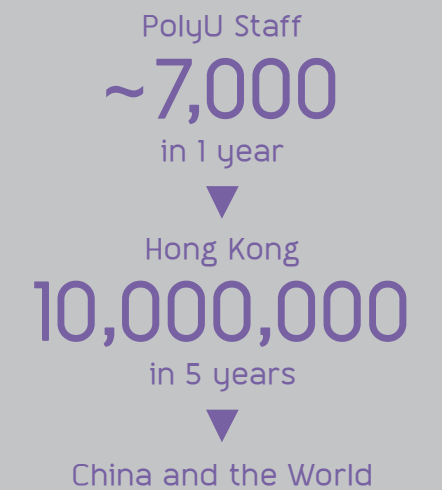 PolyU Staff
~7,000
in 1 year
Hong Kong
10,000,000
in 5 years
China and the World